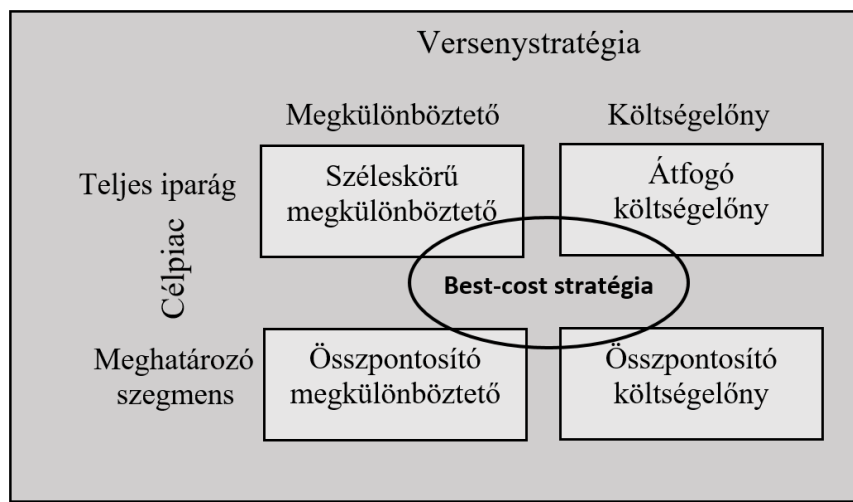 Versenystratégia
Megkülönböztető
Költségelőny
Teljes iparág
Széleskörű
megkülönböztető
Átfogó
költségelőny
Célpiac
Best-cost stratégia
Meghatározó
szegmens
Összpontosító
megkülönböztető
Összpontosító
költségelőny